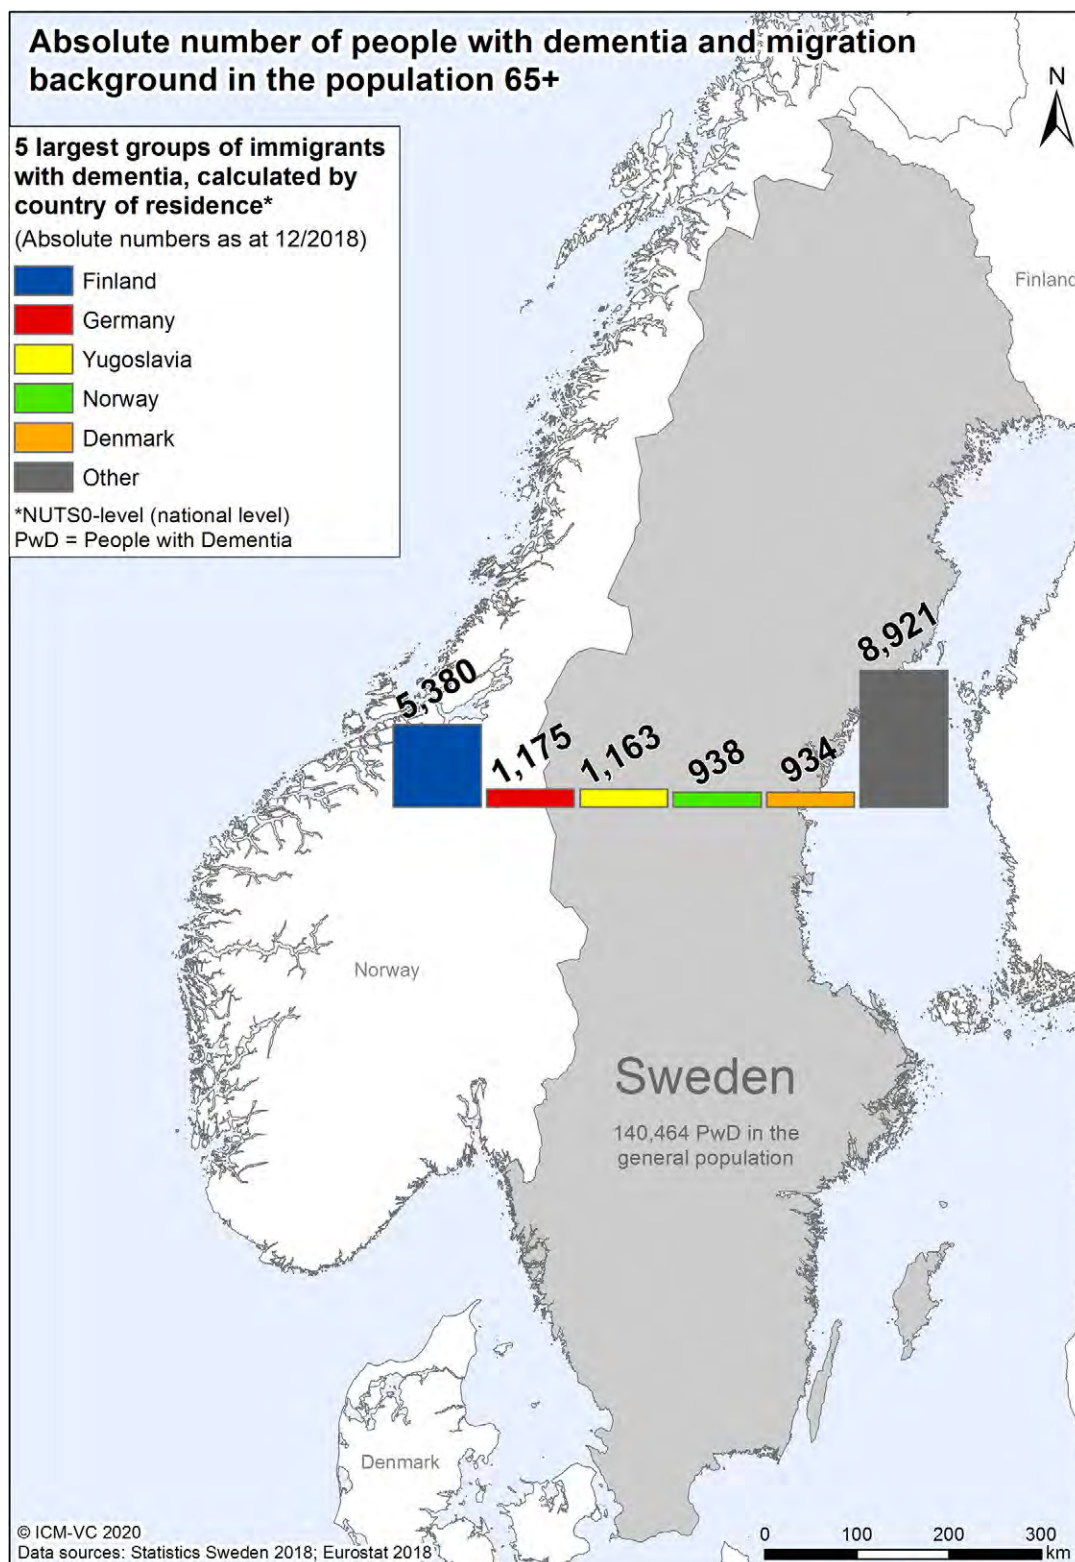 Absolute number of people with dementia and migration
background in the population 65+
N
5 largest groups of immigrants
with dementia, calculated by
country of residence*
(Absolute numbers as at 12/2018)
Finland
Germany
Yugoslavia
Norway
Denmark
Other
*NUTS0-level (national level)
PwD = People with Dementia
Finland
5,380
1,175
1,163
938
934
8,921
Norway
Sweden
140,464 PwD in the
general population
Denmark
© ICM-VC 2020
Data sources: Statistics Sweden 2018; Eurostat 2018
0 100 200 300
km